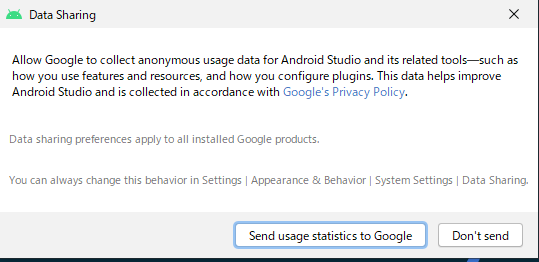 Data Sharing
Allow Google to collect anonymous usage data for Android Studio and its related tools—such as
how you use features and resources, and how you configure plugins. This data helps improve
Android Studio and is collected in accordance with Google's Privacy Policy.
Data sharing preferences apply to all installed Google products.
You can always change this behavior in Settings | Appearance & Behavior | System Settings | Data Sharing.
Send usage statistics to Google
Don't send